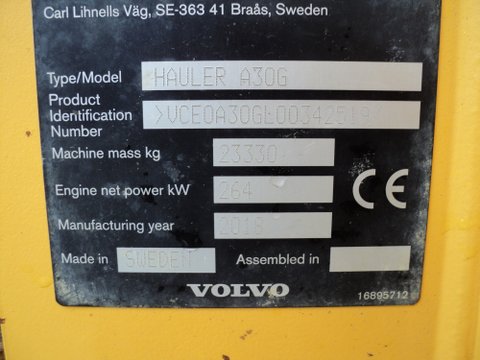 Carl Lihnells Väg, SE-363 41 Braås, Sweden
Type/Model HAULER A30G
Product
Identification
Number
Machine mass kg 23330
Engine net power kW 264
CE
Manufacturing year 2018
Made in SWEDEN Assembled in
VOLVO
16895712